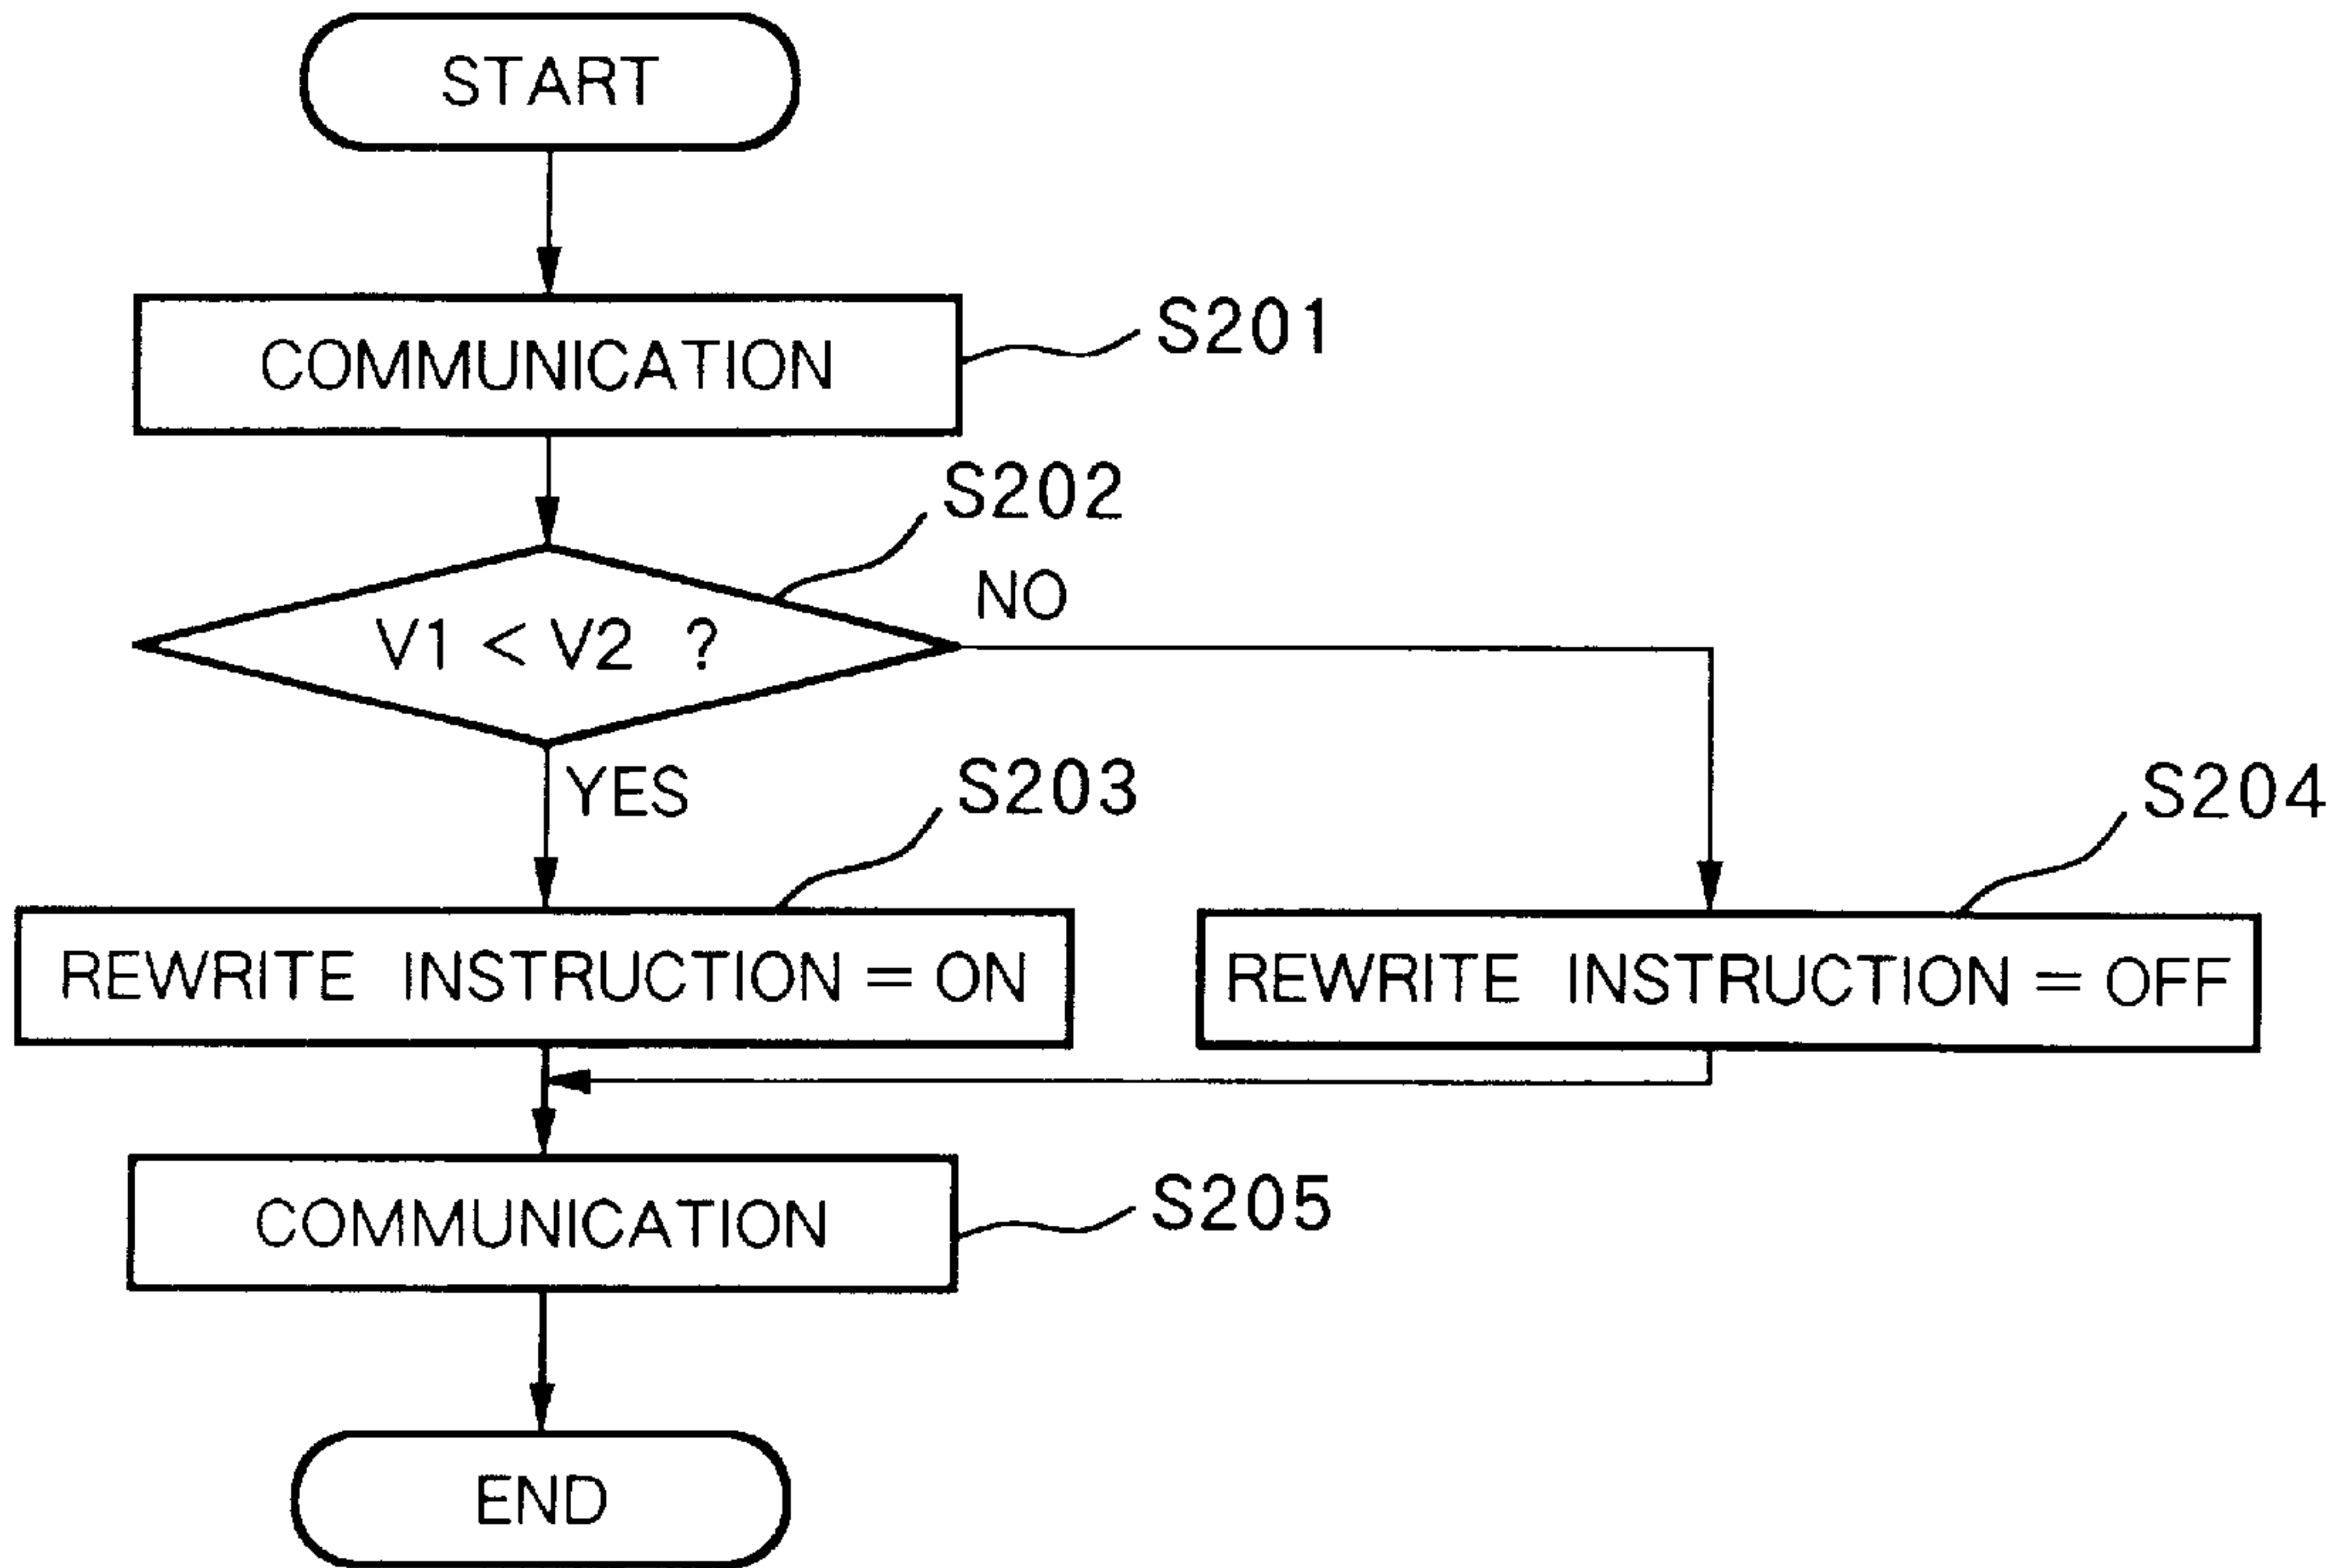 START
COMMUNICATION
S201
S202
V1 < V2 ?
NO
YES
S203
S204
REWRITE INSTRUCTION = ON
REWRITE INSTRUCTION = OFF
COMMUNICATION
S205
END